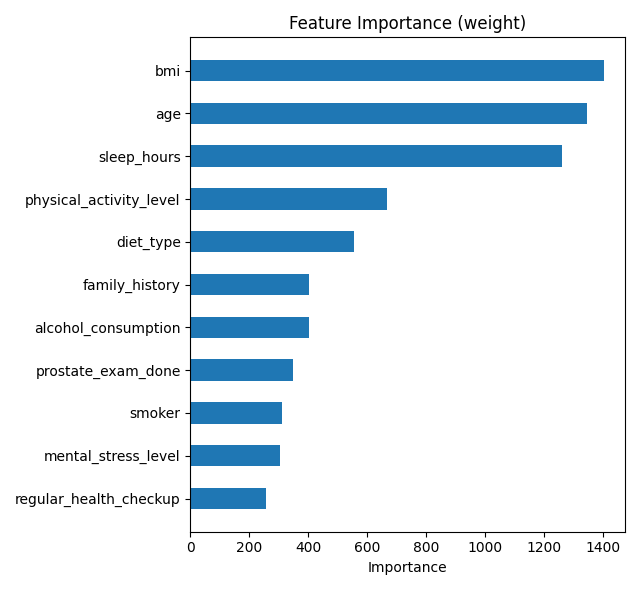 Feature Importance (weight)
bmi
age
sleep_hours
physical_activity_level
diet_type
family_history
alcohol_consumption
prostate_exam_done
smoker
mental_stress_level
regular_health_checkup
0 200 400 600 800 1000 1200 1400
Importance